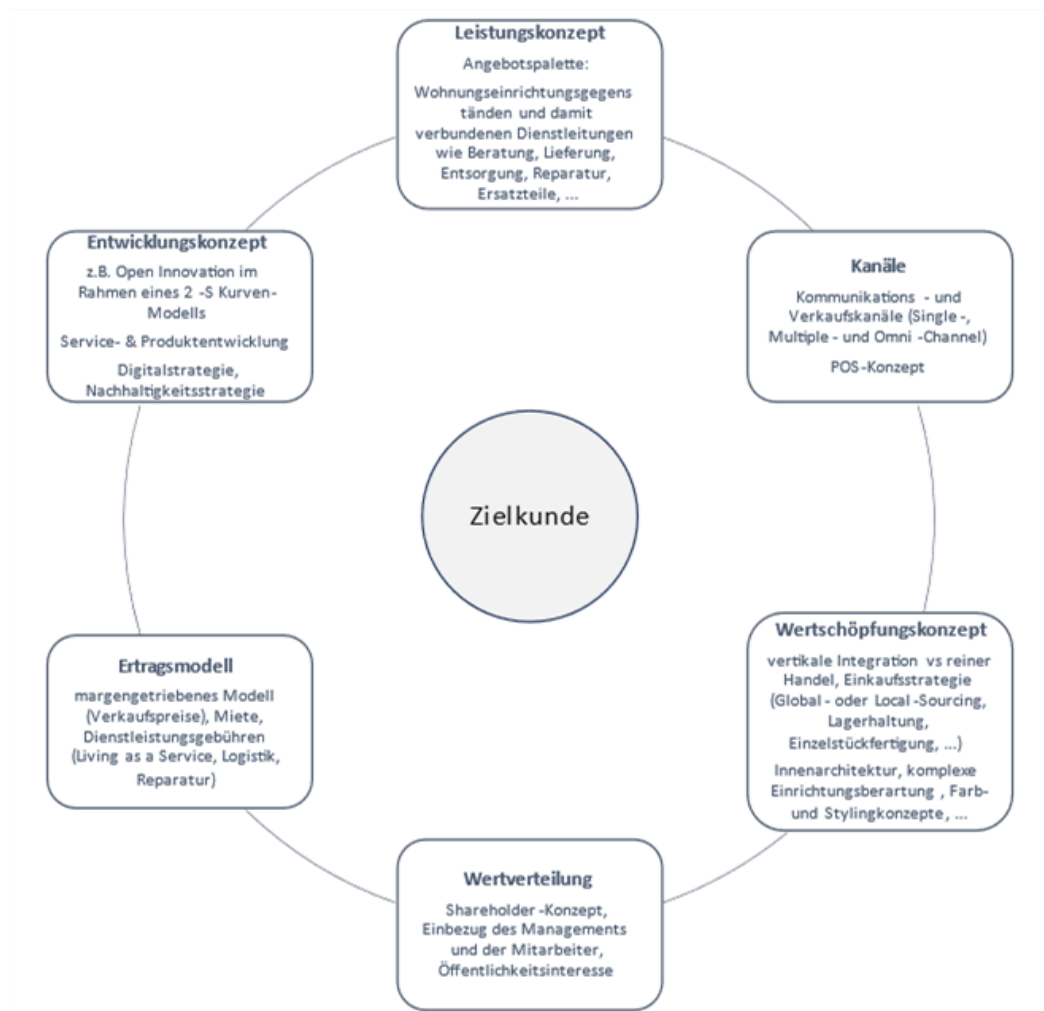 Leistungskonzept
Angebotspalette:
Wohnungseinrichtungsgegens
tänden und damit
verbundenen Dienstleitungen
wie Beratung, Lieferung,
Entsorgung, Reparatur,
Ersatzteile, ...
Kanäle
Kommunikations - und
Verkaufskanäle (Single -,
Multiple - und Omni -Channel)
POS-Konzept
Wertschöpfungskonzept
vertikale Integration vs reiner
Handel, Einkaufsstrategie
(Global - oder Local -Sourcing,
Lagerhaltung,
Einzelstückfertigung, ...)
Innenarchitektur, komplexe
Einrichtungsberartung , Farb-
und Stylingkonzepte, ...
Wertverteilung
Shareholder -Konzept,
Einbezug des Managements
und der Mitarbeiter,
Öffentlichkeitsinteresse
Ertragsmodell
margengetriebenes Modell
(Verkaufspreise), Miete,
Dienstleistungsgebühren
(Living as a Service, Logistik,
Reparatur)
Entwicklungskonzept
z.B. Open Innovation im
Rahmen eines 2 -S Kurven-
Modells
Service- & Produktentwicklung
Digitalstrategie,
Nachhaltigkeitsstrategie
Zielkunde